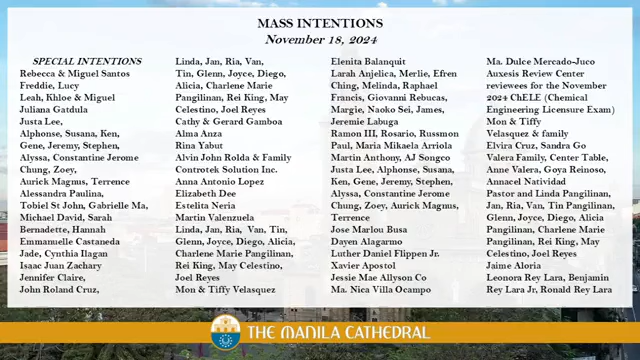 MASS INTENTIONS
November 18, 2024
SPECIAL INTENTIONS
Rebecca & Miguel Santos
Freddie, Lucy
Leah, Khloe & Miguel
Juliana Gatdula
Justa Lee,
Alphonse, Susana, Ken,
Gene, Jeremy, Stephen,
Alyssa, Constantine Jerome
Chung, Zoey,
Aurick Magnus, Terrence
Alessandra Paulina,
Tobiel St John, Gabrielle Ma,
Michael David, Sarah
Bernadette, Hannah
Emmanuelle Castaneda
Jade, Cynthia Ilagan
Isaac Juan Zachary
Jennifer Claire,
John Roland Cruz,
Linda, Jan, Ria, Van,
Tin, Glenn, Joyce, Diego,
Alicia, Charlene Marie
Pangilinan, Rei King, May
Celestino, Joel Reyes
Cathy & Gerard Gamboa
Alma Anza
Rina Yabut
Alvin John Rolda & Family
Controtek Solution Inc.
Anna Antonio Lopez
Elizabeth Dee
Estelita Neria
Martin Valenzuela
Linda, Jan, Ria, Van, Tin,
Glenn, Joyce, Diego, Alicia,
Charlene Marie Pangilinan,
Rei King, May Celestino,
Joel Reyes
Mon & Tiffy Velasquez
Elenita Balanquit
Larah Anjelica, Merlie, Efren
Ching, Melinda, Raphael
Francis, Giovanni Rebucas,
Margie, Naoko Sei, James,
Jeremie Labuga
Ramon III, Rosario, Russmon
Paul, Maria Mikaela Arriola
Martin Anthony, AJ Songco
Justa Lee, Alphonse, Susana,
Ken, Gene, Jeremy, Stephen,
Alyssa, Constantine Jerome
Chung, Zoey, Aurick Magnus,
Terrence
Jose Marlou Busa
Dayen Alagarmo
Luther Daniel Flippen Jr.
Xavier Apostol
Jessie Mae Allyson Co
Ma. Nica Villa Ocampo
Ma. Dulce Mercado-Juco
Auxesis Review Center
reviewees for the November
2024 ChELE (Chemical
Engineering Licensure Exam)
Mon & Tiffy
Velasquez & family
Elvira Cruz, Sandra Go
Valera Family, Center Table,
Anne Valera, Goya Reinoso,
Annacel Natividad
Pastor and Linda Pangilinan,
Jan, Ria, Van, Tin Pangilinan,
Glenn, Joyce, Diego, Alicia
Pangilinan, Charlene Marie
Pangilinan, Rei King, May
Celestino, Joel Reyes
Jaime Aloria
Leonora Rey Lara, Benjamin
Rey Lara Jr, Ronald Rey Lara
THE MANILA CATHEDRAL